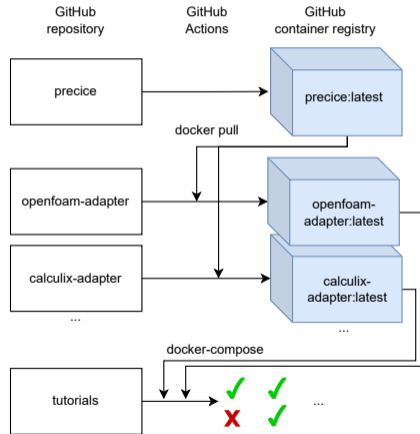 GitHub
repository
GitHub
Actions
GitHub
container registry
precice
precice:latest
docker pull
openfoam-adapter
openfoam-
adapter:latest
calculix-adapter
calculix-
adapter:latest
...
...
docker-compose
tutorials
...